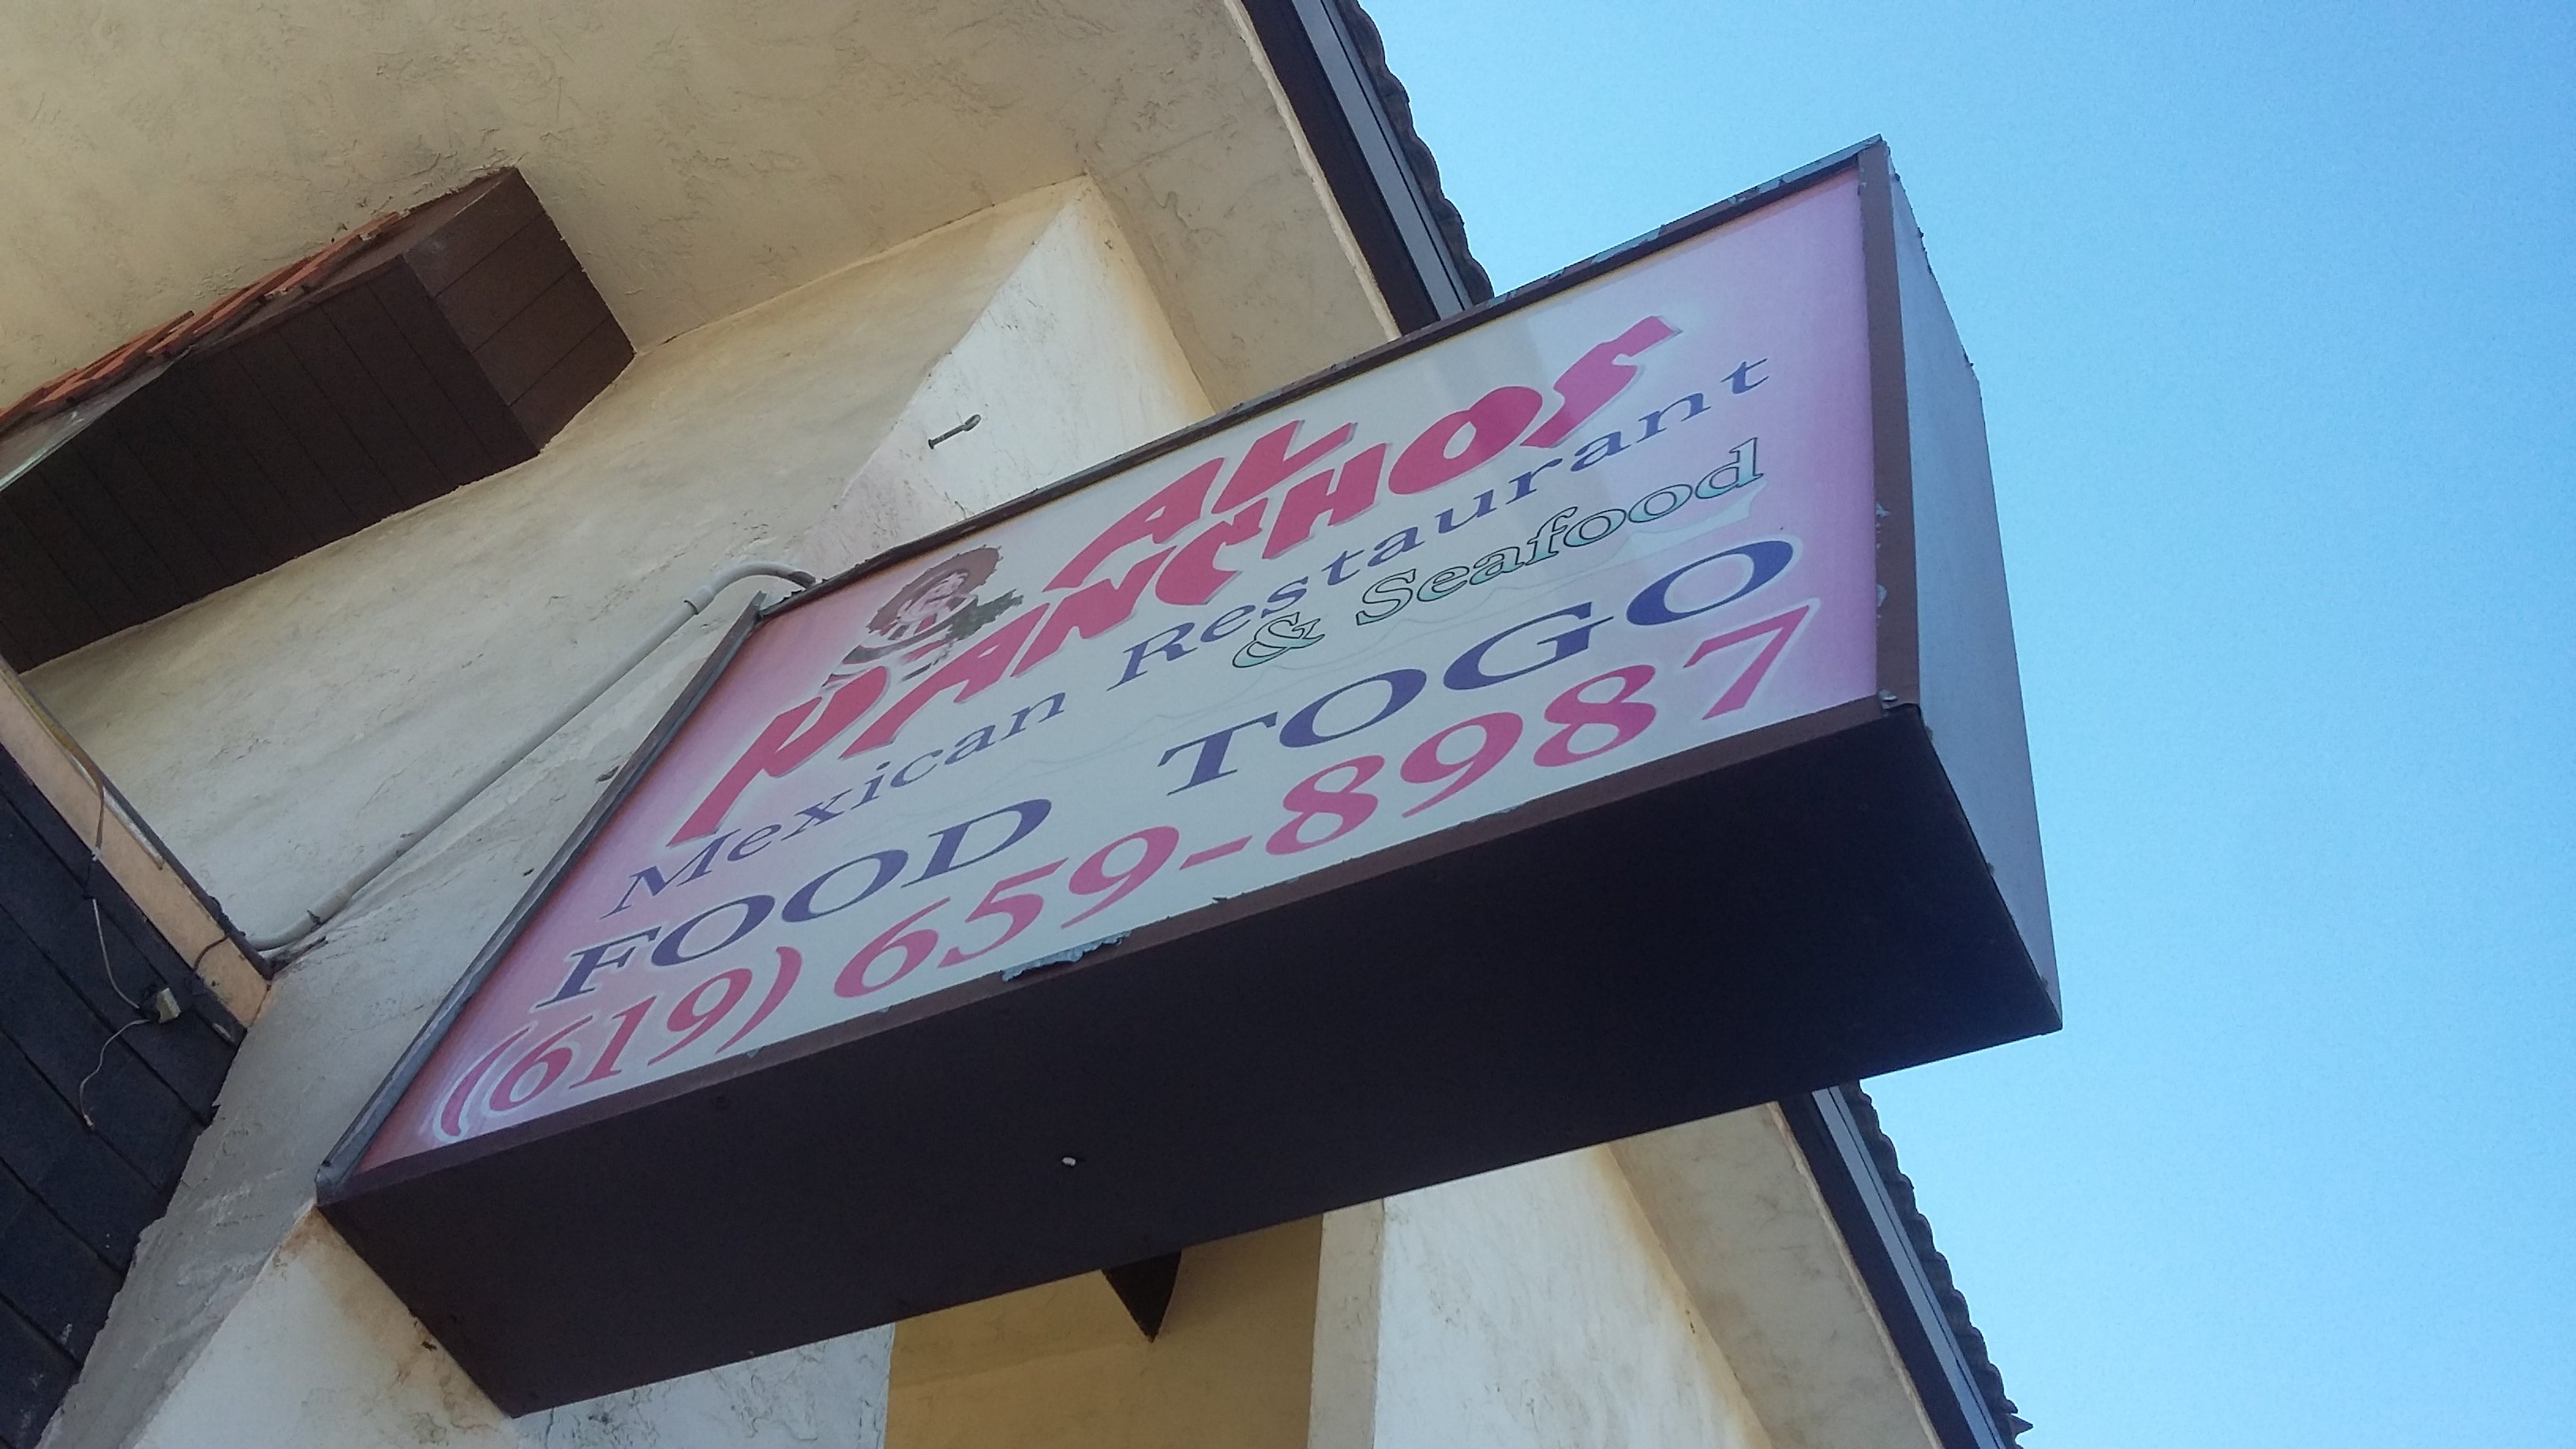 AL
PANCHOS
Mexican Restaurant
& Seafood
FOOD TOGO
(619) 659-8987